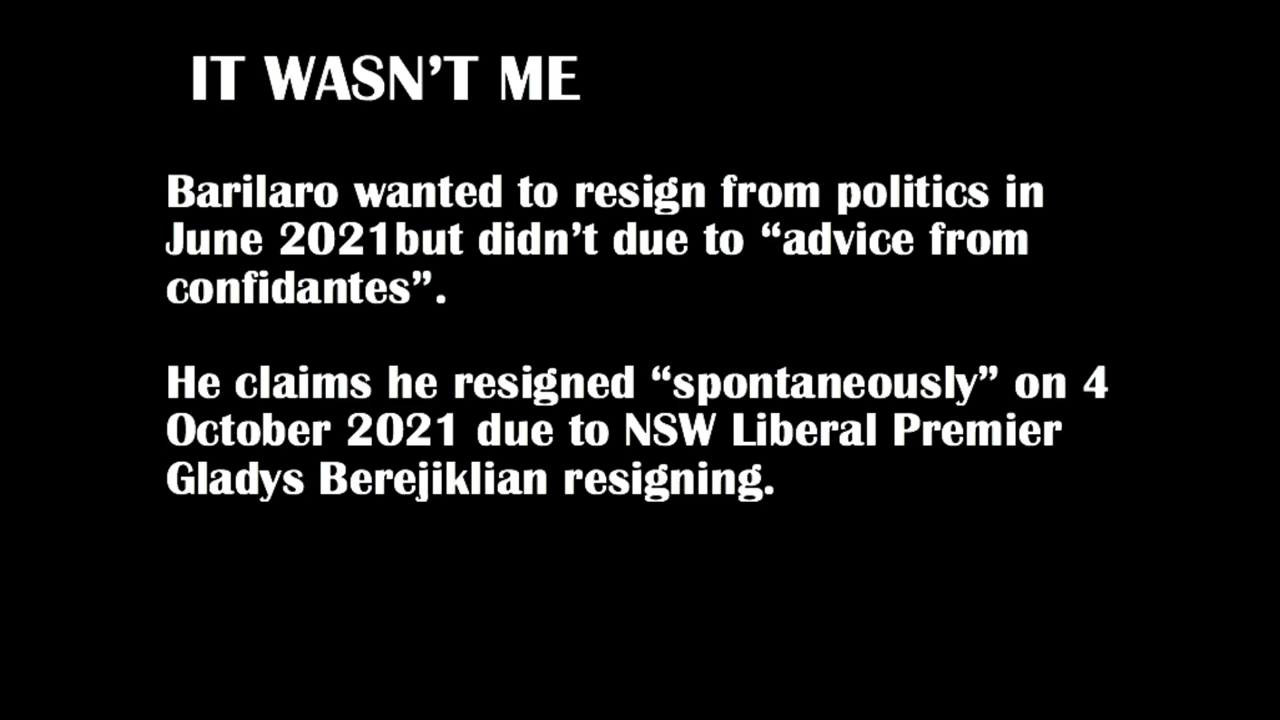 IT WASN’T ME
Barilaro wanted to resign from politics in
June 2021but didn’t due to “advice from
confidantes”.
He claims he resigned “spontaneously” on 4
October 2021 due to NSW Liberal Premier
Gladys Berejiklian resigning.